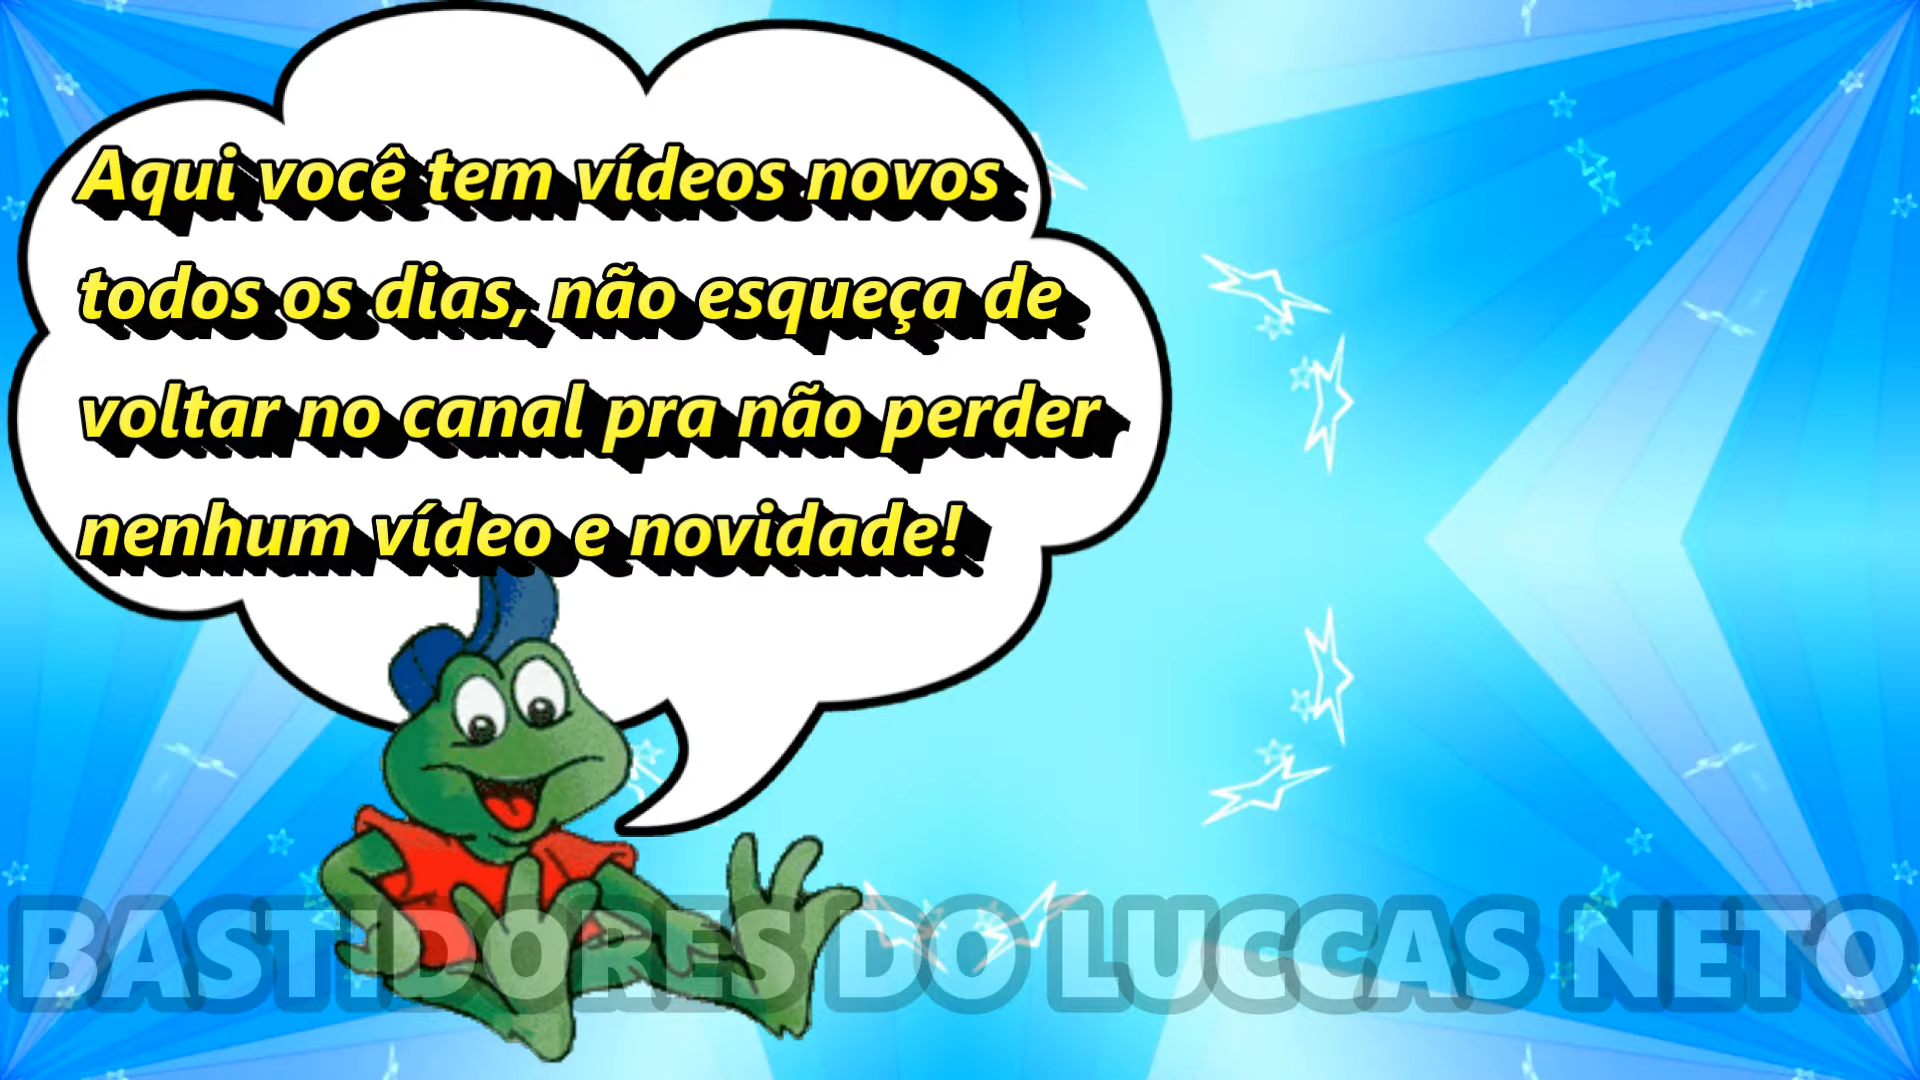 Aqui você tem vídeos novos
todos os dias, não esqueça de
voltar no canal pra não perder
nenhum vídeo e novidade!
BASTIDORES DO LUCCAS NETO